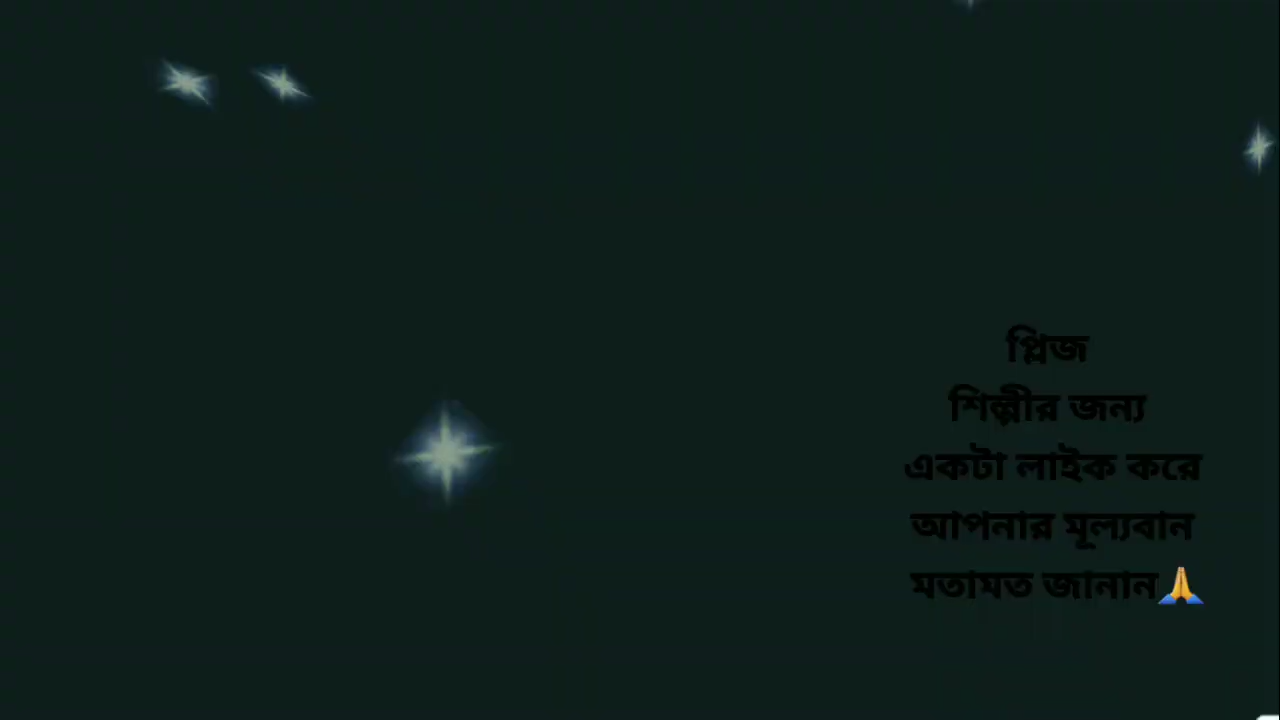 প্লিজ
শিল্পীর জন্য
একটা লাইক করে
আপনার মূল্যবান
মতামত জানান🙏